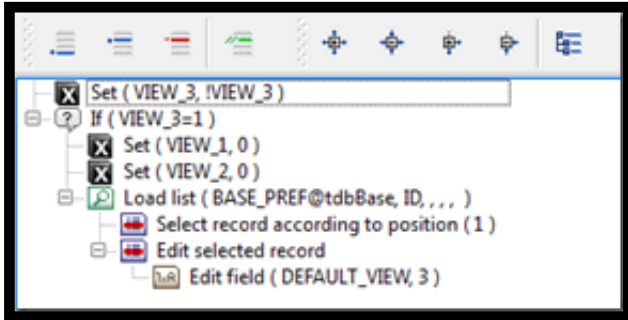 Set ( VIEW_3, !VIEW_3 )
If ( VIEW_3=1 )
Set ( VIEW_1, 0 )
Set ( VIEW_2, 0 )
Load list ( BASE_PREF@tdbBase, ID, , , , )
Select record according to position ( 1 )
Edit selected record
Edit field ( DEFAULT_VIEW, 3 )